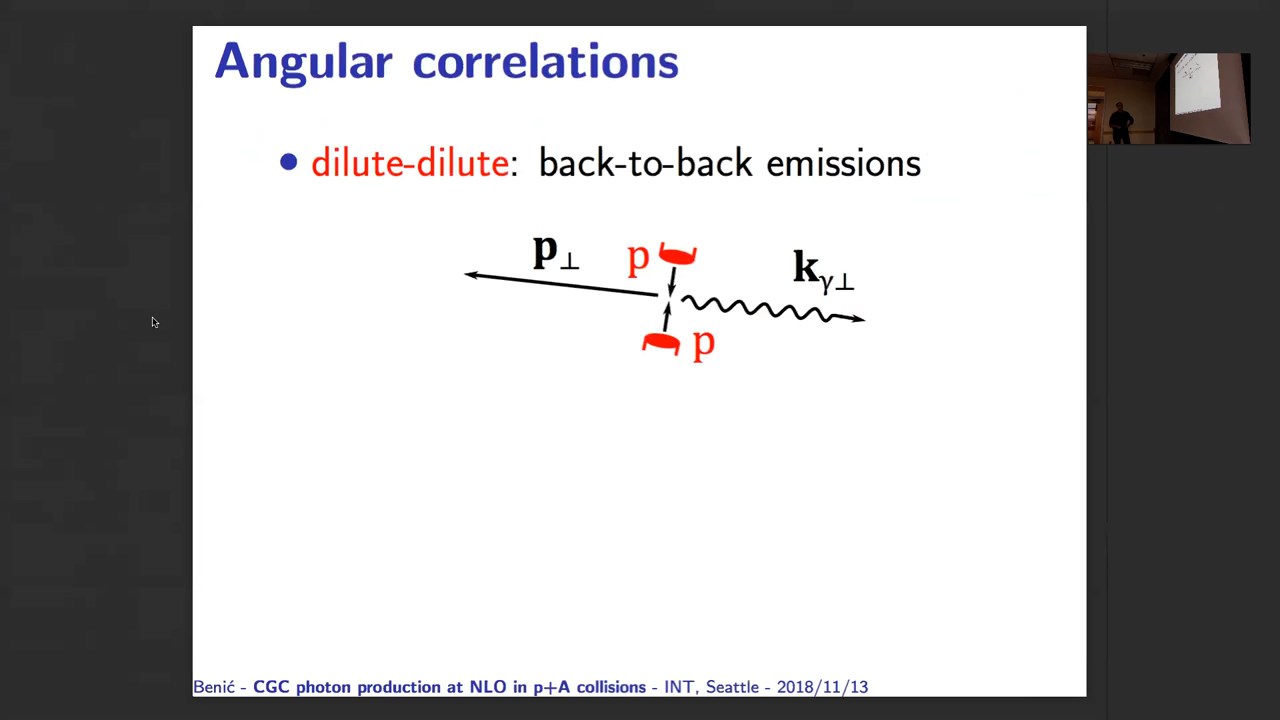 Angular correlations
dilute-dilute: back-to-back emissions
p⊥
p
kγ⊥
p
Benić - CGC photon production at NLO in p+A collisions - INT, Seattle - 2018/11/13